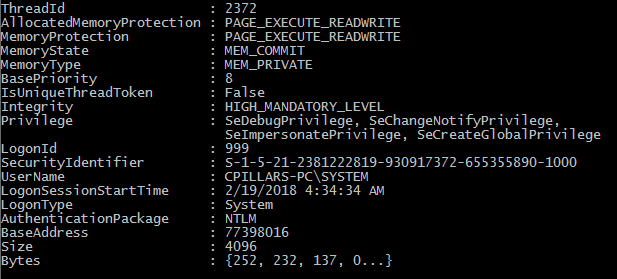 ThreadId : 2372
AllocatedMemoryProtection : PAGE_EXECUTE_READWRITE
MemoryProtection : PAGE_EXECUTE_READWRITE
MemoryState : MEM_COMMIT
MemoryType : MEM_PRIVATE
BasePriority : 8
IsUniqueThreadToken : False
Integrity : HIGH_MANDATORY_LEVEL
Privilege : SeDebugPrivilege, SeChangeNotifyPrivilege,
SeImpersonatePrivilege, SeCreateGlobalPrivilege
LogonId : 999
SecurityIdentifier : S-1-5-21-2381222819-930917372-655355890-1000
UserName : CPILLARS-PC\SYSTEM
LogonSessionStartTime : 2/19/2018 4:34:34 AM
LogonType : System
AuthenticationPackage : NTLM
BaseAddress : 77398016
Size : 4096
Bytes : {252, 232, 137, 0...}